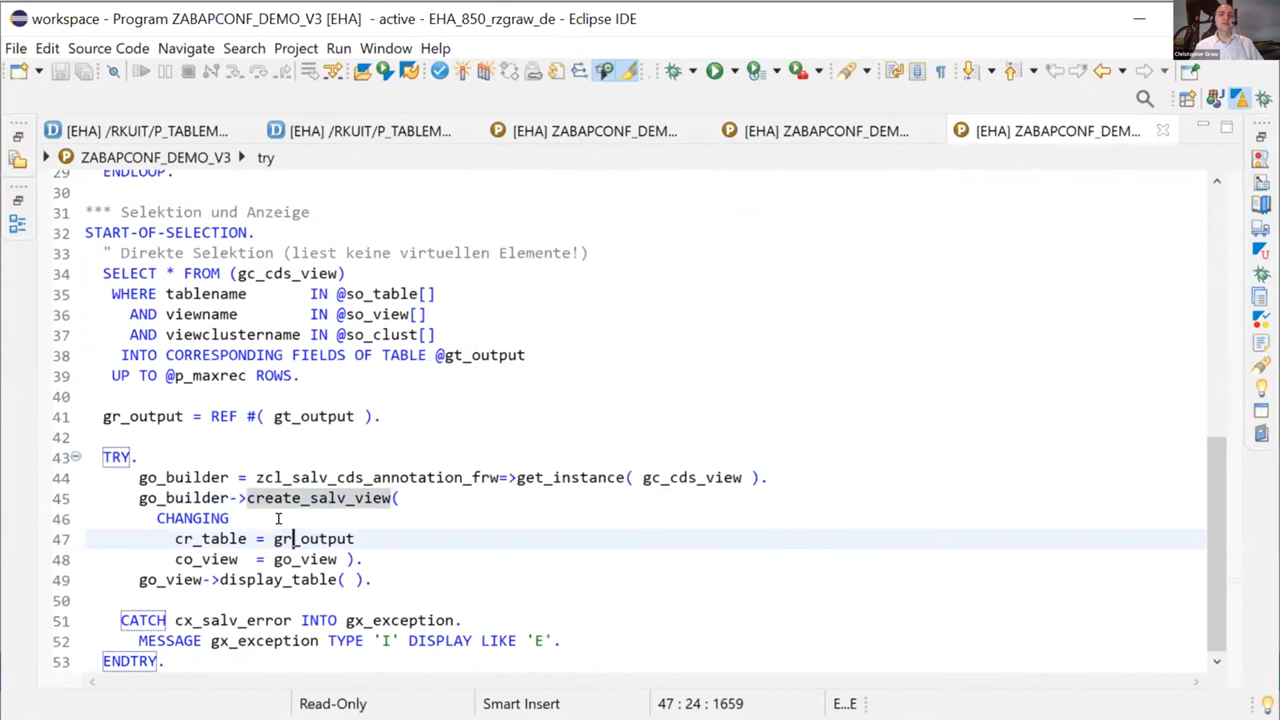 workspace - Program ZABAPCONF_DEMO_V3 [EHA] - active - EHA_850_rzgraw_de - Eclipse IDE
Christopher Graw
File Edit Source Code Navigate Search Project Run Window Help
[EHA] /RKUIT/P_TABLEM... [EHA] /RKUIT/P_TABLEM... [EHA] ZABAPCONF_DEM... [EHA] ZABAPCONF_DEM... [EHA] ZABAPCONF_DEM...
ZABAPCONF_DEMO_V3 try
29 ENDLOOP.
30
31 *** Selektion und Anzeige
32 START-OF-SELECTION.
33 " Direkte Selektion (liest keine virtuellen Elemente!)
34 SELECT * FROM (gc_cds_view)
35 WHERE tablename IN @so_table[]
36 AND viewname IN @so_view[]
37 AND viewclustername IN @so_clust[]
38 INTO CORRESPONDING FIELDS OF TABLE @gt_output
39 UP TO @p_maxrec ROWS.
40
41 gr_output = REF #( gt_output ).
42
43 TRY.
44 go_builder = zcl_salv_cds_annotation_frw=>get_instance( gc_cds_view ).
45 go_builder->create_salv_view(
46 CHANGING
47 cr_table = gr_output
48 co_view = go_view ).
49 go_view->display_table( ).
50
51 CATCH cx_salv_error INTO gx_exception.
52 MESSAGE gx_exception TYPE 'I' DISPLAY LIKE 'E'.
53 ENDTRY.
Read-Only Smart Insert 47 : 24 : 1659 E...E